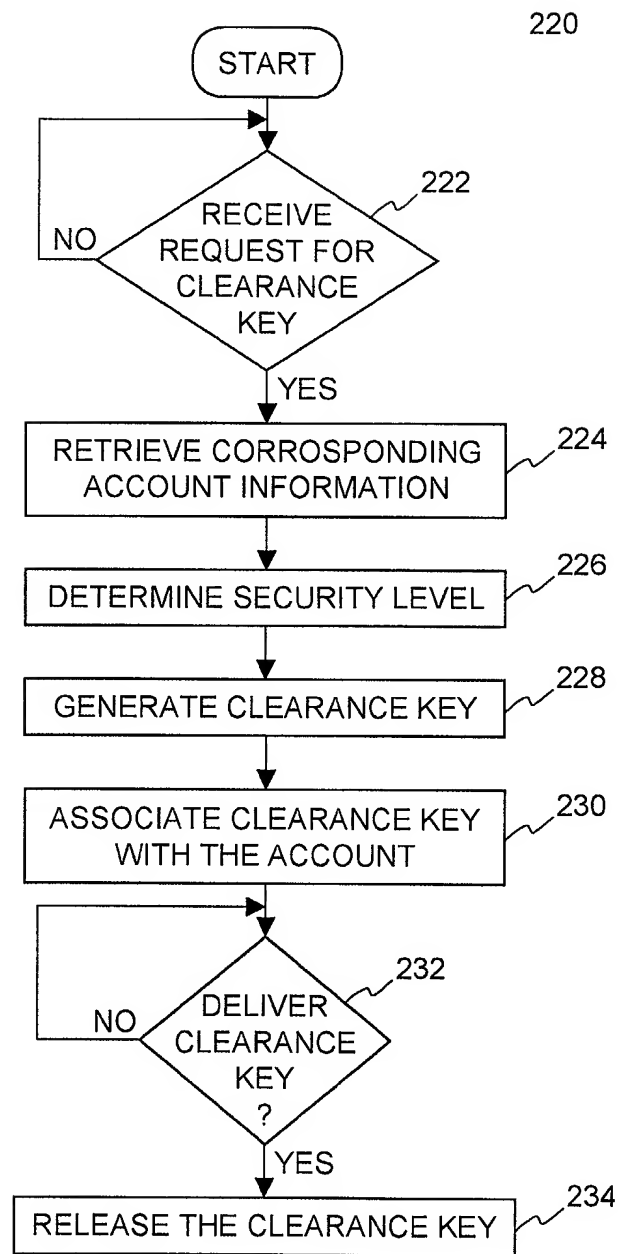 220
START
222
RECEIVE
REQUEST FOR
CLEARANCE
KEY
NO
YES
RETRIEVE CORROSPONDING
ACCOUNT INFORMATION
224
DETERMINE SECURITY LEVEL
226
GENERATE CLEARANCE KEY
228
ASSOCIATE CLEARANCE KEY
WITH THE ACCOUNT
230
232
DELIVER
CLEARANCE
KEY
?
NO
YES
RELEASE THE CLEARANCE KEY
234